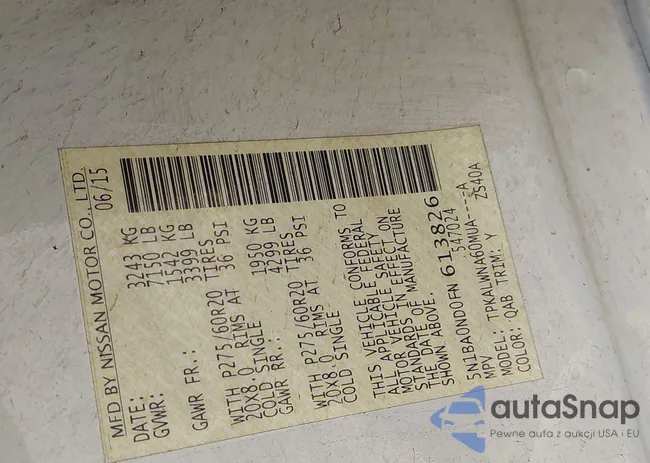 MFD BY NISSAN MOTOR CO., LTD.
DATE: 06/15
GVWR: 3243 KG
7150 LB
GAWR FR.: 1542 KG
3399 LB
WITH P275/60R20 TIRES
20X8.0 RIMS AT 36 PSI
COLD SINGLE
GAWR RR.: 1950 KG
4299 LB
WITH P275/60R20 TIRES
20X8.0 RIMS AT 36 PSI
COLD SINGLE
THIS VEHICLE CONFORMS TO
ALL APPLICABLE FEDERAL
MOTOR VEHICLE SAFETY
STANDARDS IN EFFECT ON
THE DATE OF MANUFACTURE
SHOWN ABOVE.
547024
5N1BA0ND0FN 613826
MPV
MODEL: TPKALWNA60MUA----A
COLOR: QAB TRIM: Y ZS40A
autaSnap
Pewne auta z aukcji USA i EU